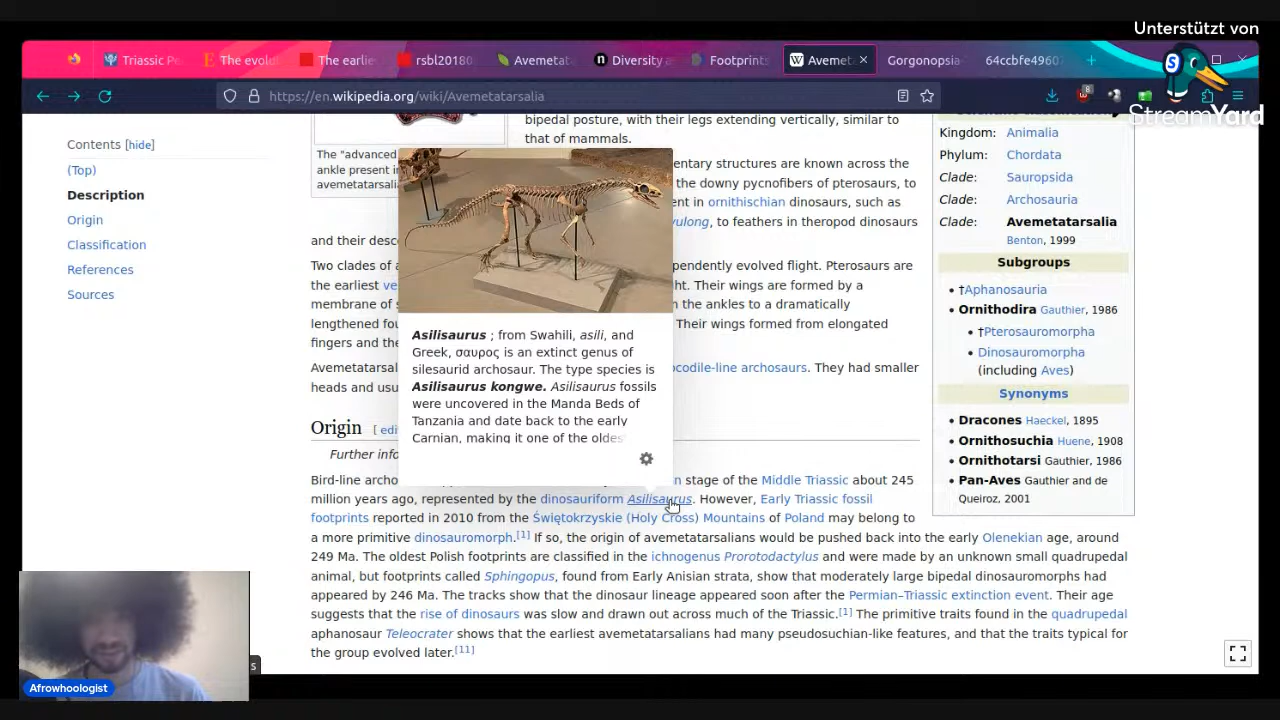 Unterstützt von
StreamYard
Triassic Pe
The evolu
The earlie
rsbl20180
Avemetat
Diversity a
Footprints
Avemeta
Gorgonopsia
64ccbfe4960
https://en.wikipedia.org/wiki/Avemetatarsalia
8
Contents [hide]
(Top)
Description
Origin
Classification
References
Sources
The "advanced
ankle present i
avemetatarsali
bipedal posture, with their legs extending vertically, similar to
that of mammals.
mentary structures are known across the
the downy pycnofibers of pterosaurs, to
ent in ornithischian dinosaurs, such as
yulong, to feathers in theropod dinosaurs
and their desc
Two clades of a
pendently evolved flight. Pterosaurs are
the earliest ve
ht. Their wings are formed by a
membrane of s
n the ankles to a dramatically
lengthened fou
Their wings formed from elongated
fingers and the
Avemetatarsal
ocodile-line archosaurs. They had smaller
heads and usu
Asilisaurus ; from Swahili, asili, and
Greek, σαυρος is an extinct genus of
silesaurid archosaur. The type species is
Asilisaurus kongwe. Asilisaurus fossils
were uncovered in the Manda Beds of
Tanzania and date back to the early
Carnian, making it one of the oldes
Origin [ edi
Further info
Bird-line archo
n stage of the Middle Triassic about 245
million years ago, represented by the dinosauriform Asilisaurus. However, Early Triassic fossil
footprints reported in 2010 from the Świętokrzyskie (Holy Cross) Mountains of Poland may belong to
a more primitive dinosauromorph.[1] If so, the origin of avemetatarsalians would be pushed back into the early Olenekian age, around
249 Ma. The oldest Polish footprints are classified in the ichnogenus Prorotodactylus and were made by an unknown small quadrupedal
animal, but footprints called Sphingopus, found from Early Anisian strata, show that moderately large bipedal dinosauromorphs had
appeared by 246 Ma. The tracks show that the dinosaur lineage appeared soon after the Permian–Triassic extinction event. Their age
suggests that the rise of dinosaurs was slow and drawn out across much of the Triassic.[1] The primitive traits found in the quadrupedal
aphanosaur Teleocrater shows that the earliest avemetatarsalians had many pseudosuchian-like features, and that the traits typical for
the group evolved later.[11]
Kingdom: Animalia
Phylum: Chordata
Clade: Sauropsida
Clade: Archosauria
Clade: Avemetatarsalia
Benton, 1999
Subgroups
• †Aphanosauria
• Ornithodira Gauthier, 1986
• †Pterosauromorpha
• Dinosauromorpha
(including Aves)
Synonyms
• Dracones Haeckel, 1895
• Ornithosuchia Huene, 1908
• Ornithotarsi Gauthier, 1986
• Pan-Aves Gauthier and de
Queiroz, 2001
s
Afrowhoologist